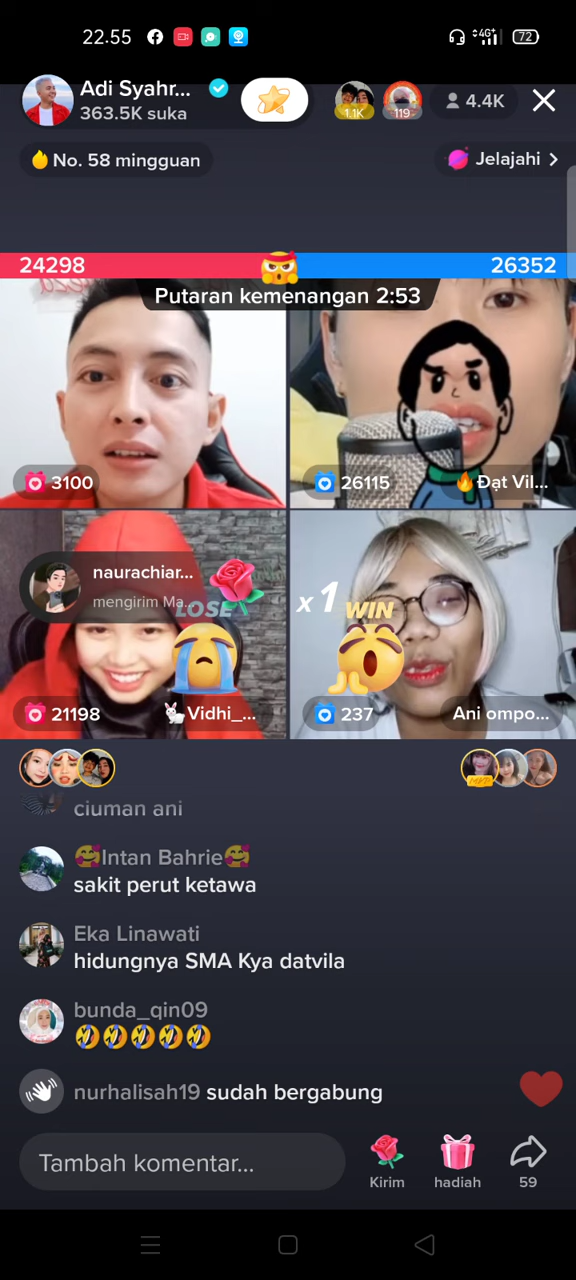 22.55
4G+
72
Adi Syahr...
363.5K suka
1.1K
119
4.4K
No. 58 mingguan
Jelajahi
24298
26352
Putaran kemenangan 2:53
3100
26115
Đạt Vil...
naurachiar...
mengirim Ma...
LOSE
x 1
WIN
21198
Vidhi_...
237
Ani ompo...
ciuman ani
🥰Intan Bahrie🥰
sakit perut ketawa
Eka Linawati
hidungnya SMA Kya datvila
bunda_qin09
🤣🤣🤣🤣🤣
nurhalisah19 sudah bergabung
Tambah komentar...
Kirim
hadiah
59